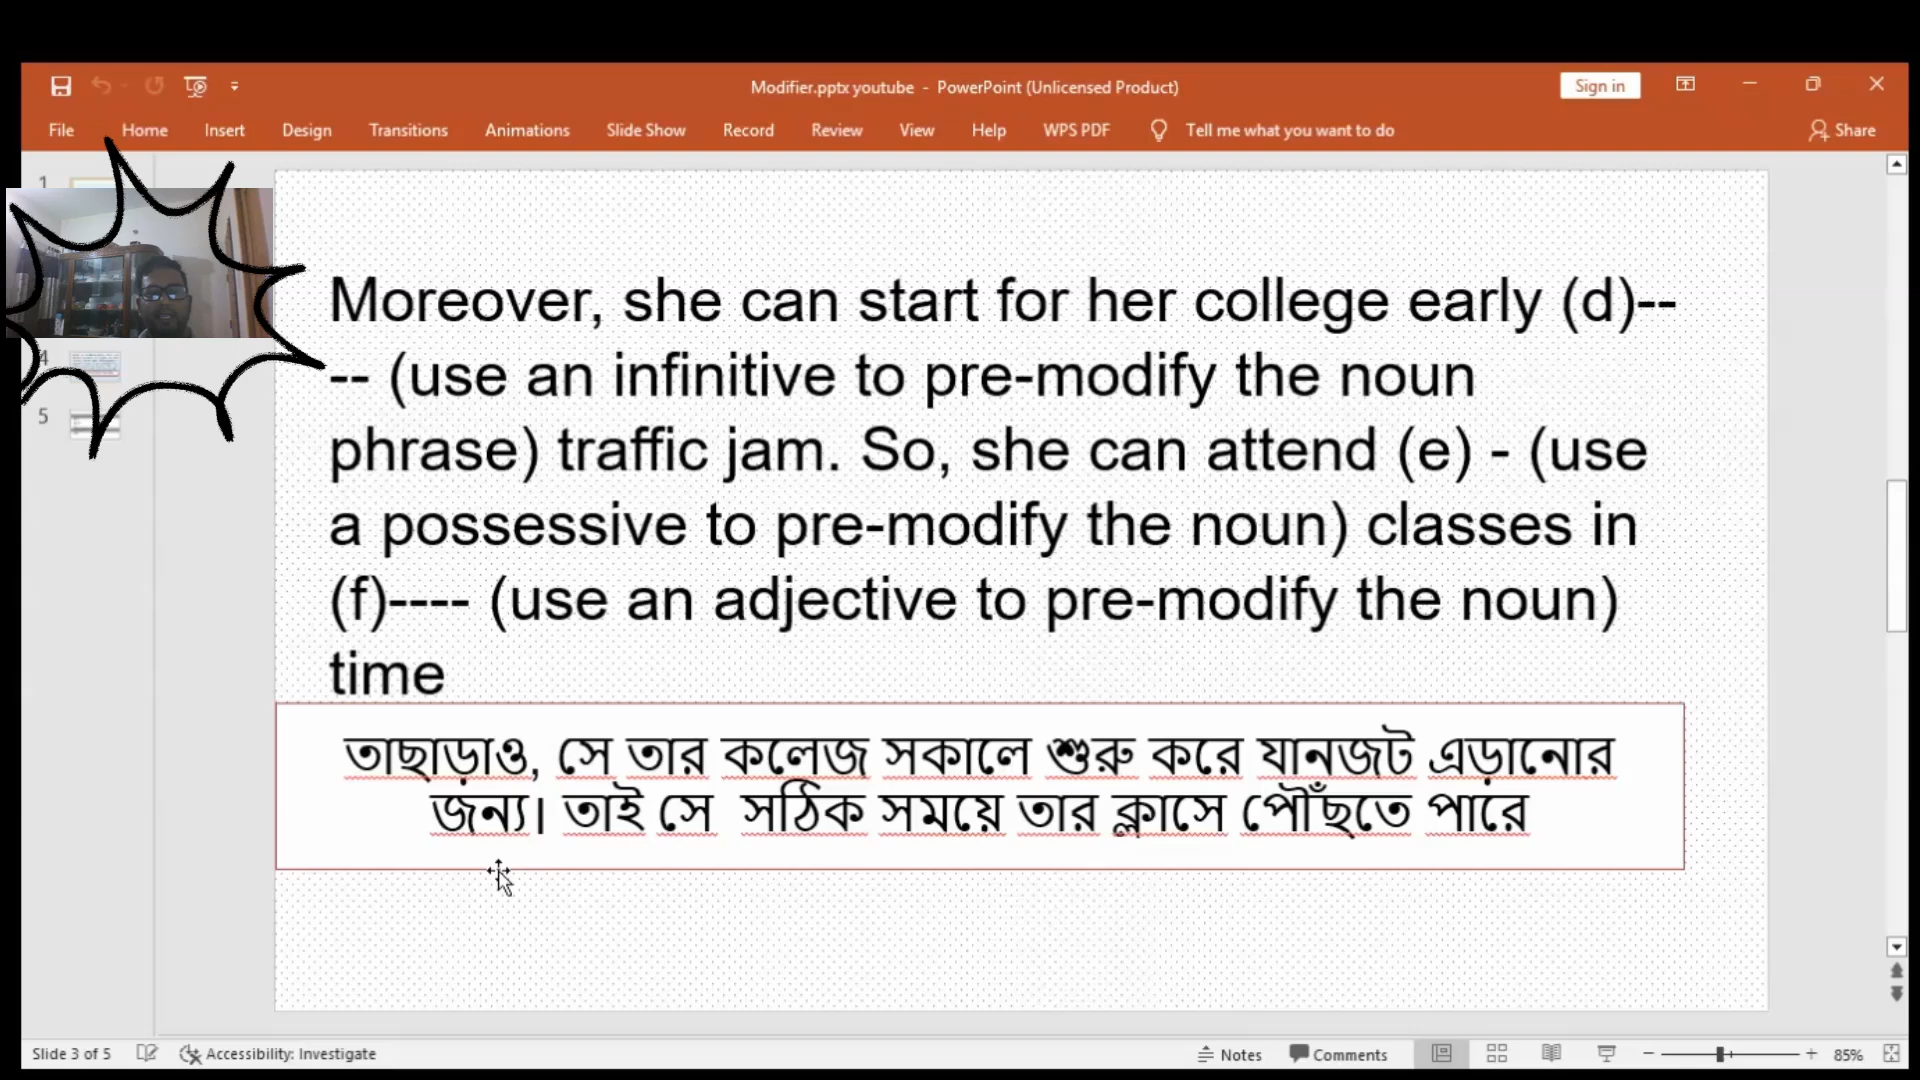 Modifier.pptx youtube - PowerPoint (Unlicensed Product)
Sign in
File Home Insert Design Transitions Animations Slide Show Record Review View Help WPS PDF Tell me what you want to do Share
1
Moreover, she can start for her college early (d)--
-- (use an infinitive to pre-modify the noun
phrase) traffic jam. So, she can attend (e) - (use
a possessive to pre-modify the noun) classes in
(f)---- (use an adjective to pre-modify the noun)
time
4
5
তাছাড়াও, সে তার কলেজ সকালে শুরু করে যানজট এড়ানোর
জন্য। তাই সে সঠিক সময়ে তার ক্লাসে পৌঁছতে পারে
Slide 3 of 5 Accessibility: Investigate Notes Comments 85%